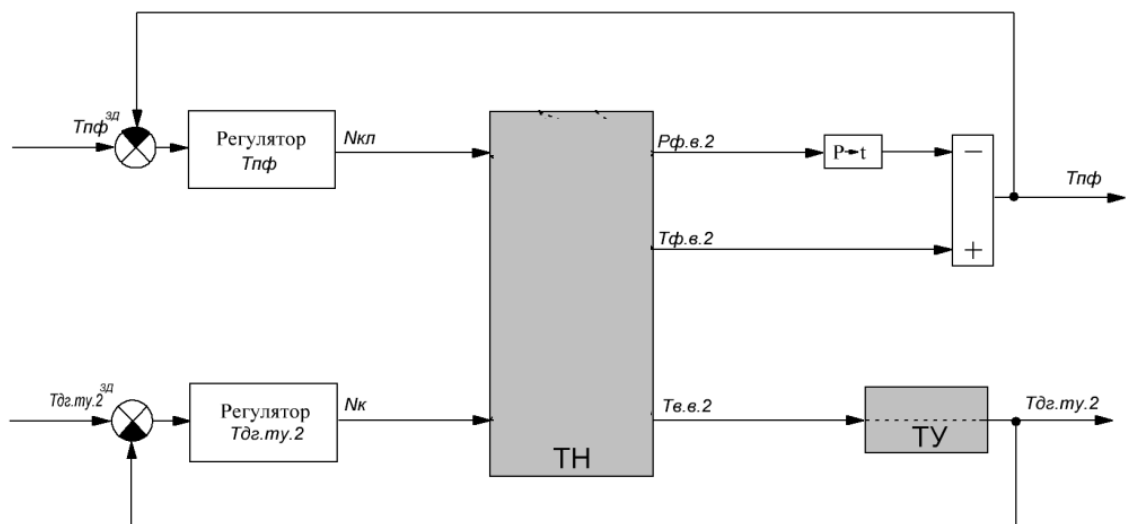 Тпф зд
Регулятор
Тпф
Nкл
Рф.в.2
P→t
−
Тпф
Тф.в.2
+
Тдг.ту.2 зд
Регулятор
Тдг.ту.2
Nк
Тв.в.2
Тдг.ту.2
ТУ
ТН